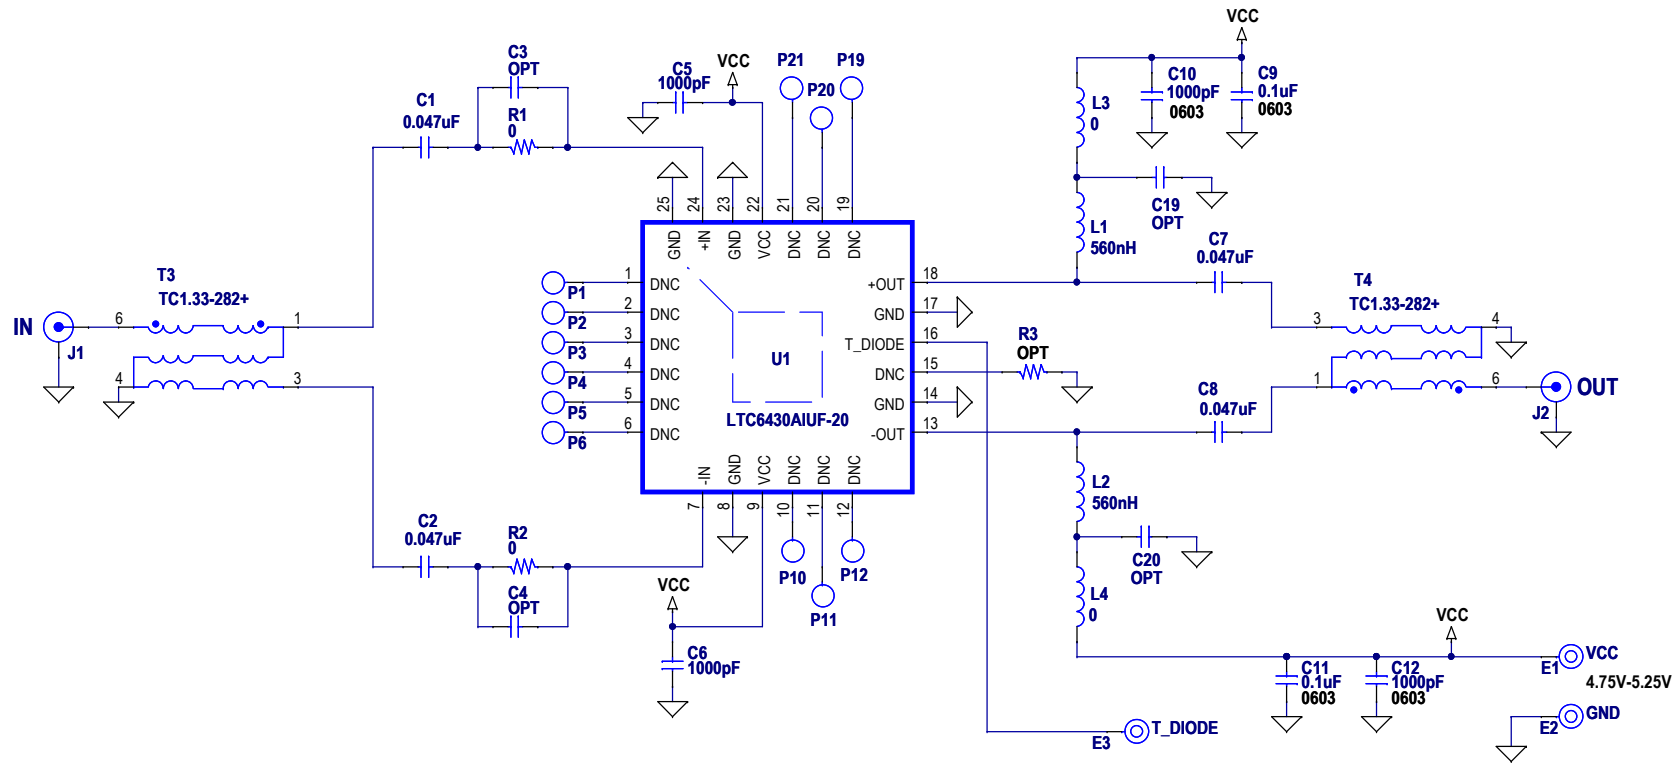 VCC
C3
OPT
C5
1000pF
VCC
P21
P19
P20
C10
1000pF
0603
C9
0.1uF
0603
L3
0
C1
0.047uF
R1
0
25
24
23
22
21
20
19
GND
+IN
GND
VCC
DNC
DNC
DNC
C19
OPT
L1
560nH
C7
0.047uF
T3
TC1.33-282+
T4
TC1.33-282+
IN
J1
6
1
4
3
P1
P2
P3
P4
P5
P6
1
2
3
4
5
6
DNC
DNC
DNC
DNC
DNC
DNC
U1
LTC6430AIUF-20
+OUT
GND
T_DIODE
DNC
GND
-OUT
18
17
16
15
14
13
R3
OPT
3
4
1
6
OUT
J2
C8
0.047uF
-IN
GND
VCC
DNC
DNC
DNC
7
8
9
10
11
12
L2
560nH
C2
0.047uF
R2
0
C4
OPT
P10
P12
P11
C20
OPT
L4
0
VCC
C6
1000pF
VCC
C11
0.1uF
0603
C12
1000pF
0603
E1
VCC
4.75V-5.25V
E2
GND
E3
T_DIODE